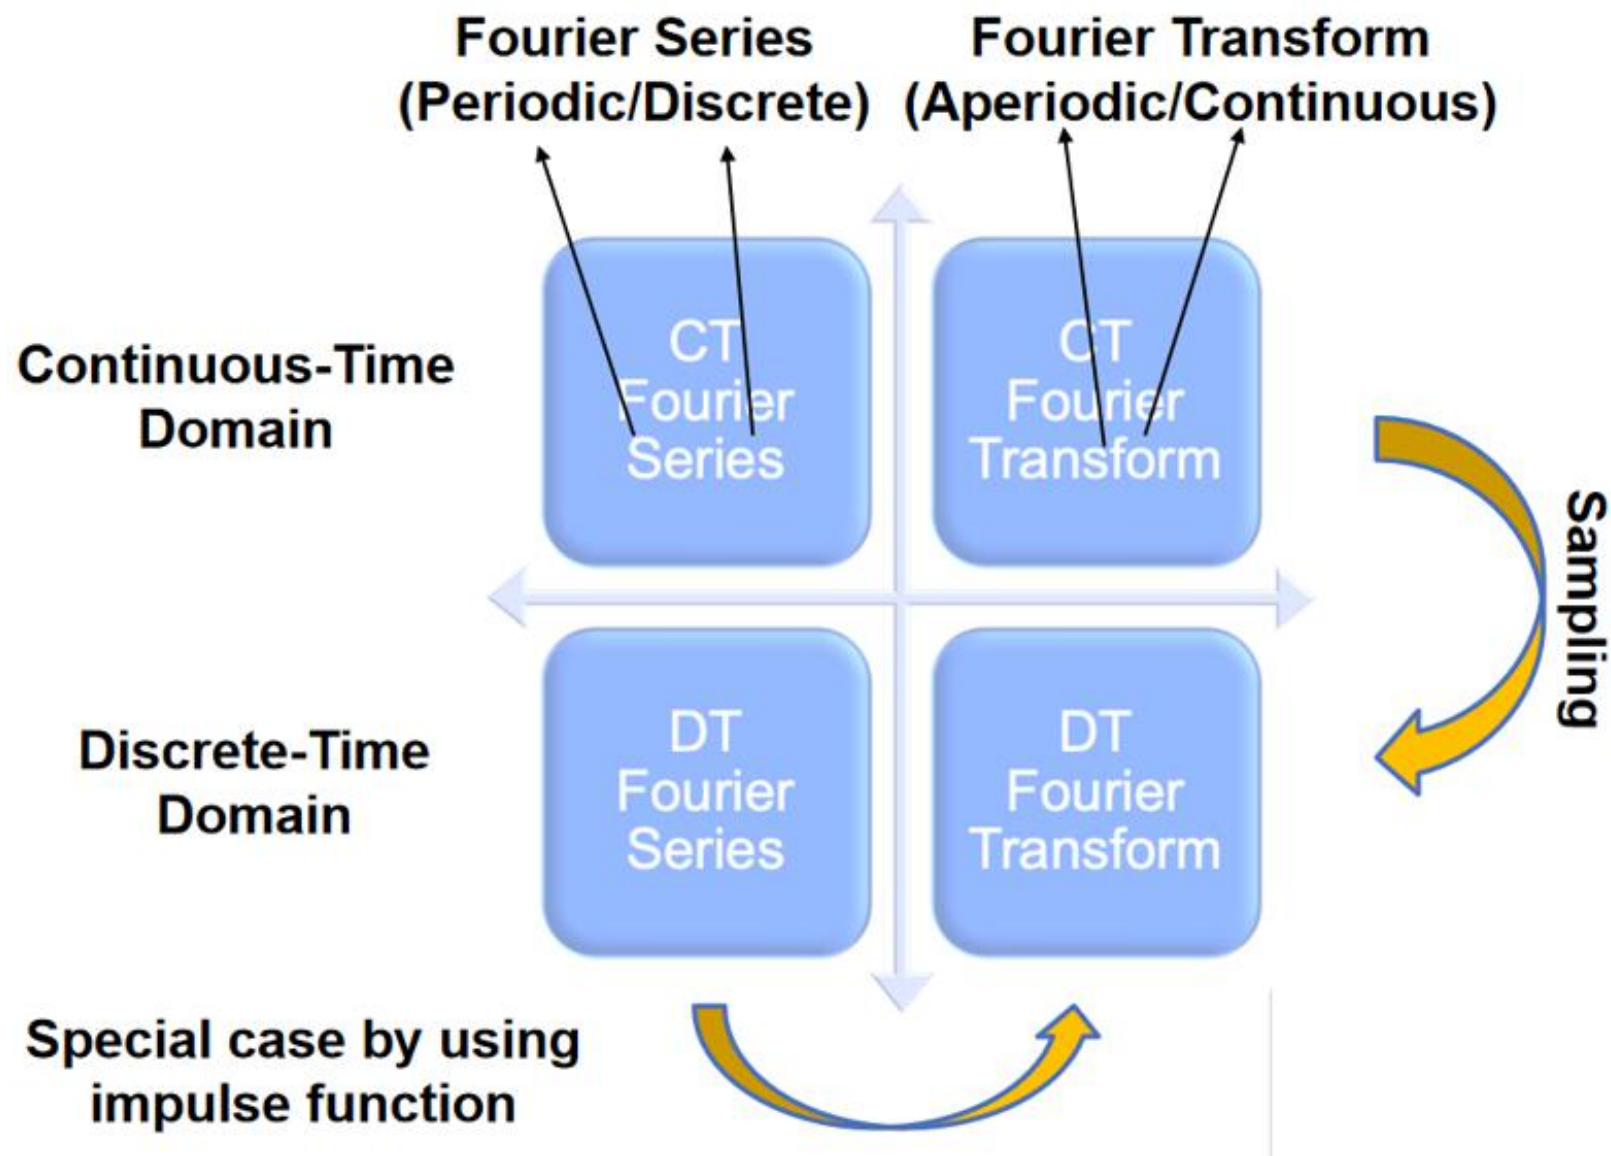 Fourier Series
(Periodic/Discrete)
Fourier Transform
(Aperiodic/Continuous)
Continuous-Time
Domain
CT
Fourier
Series
CT
Fourier
Transform
Sampling
Discrete-Time
Domain
DT
Fourier
Series
DT
Fourier
Transform
Special case by using
impulse function